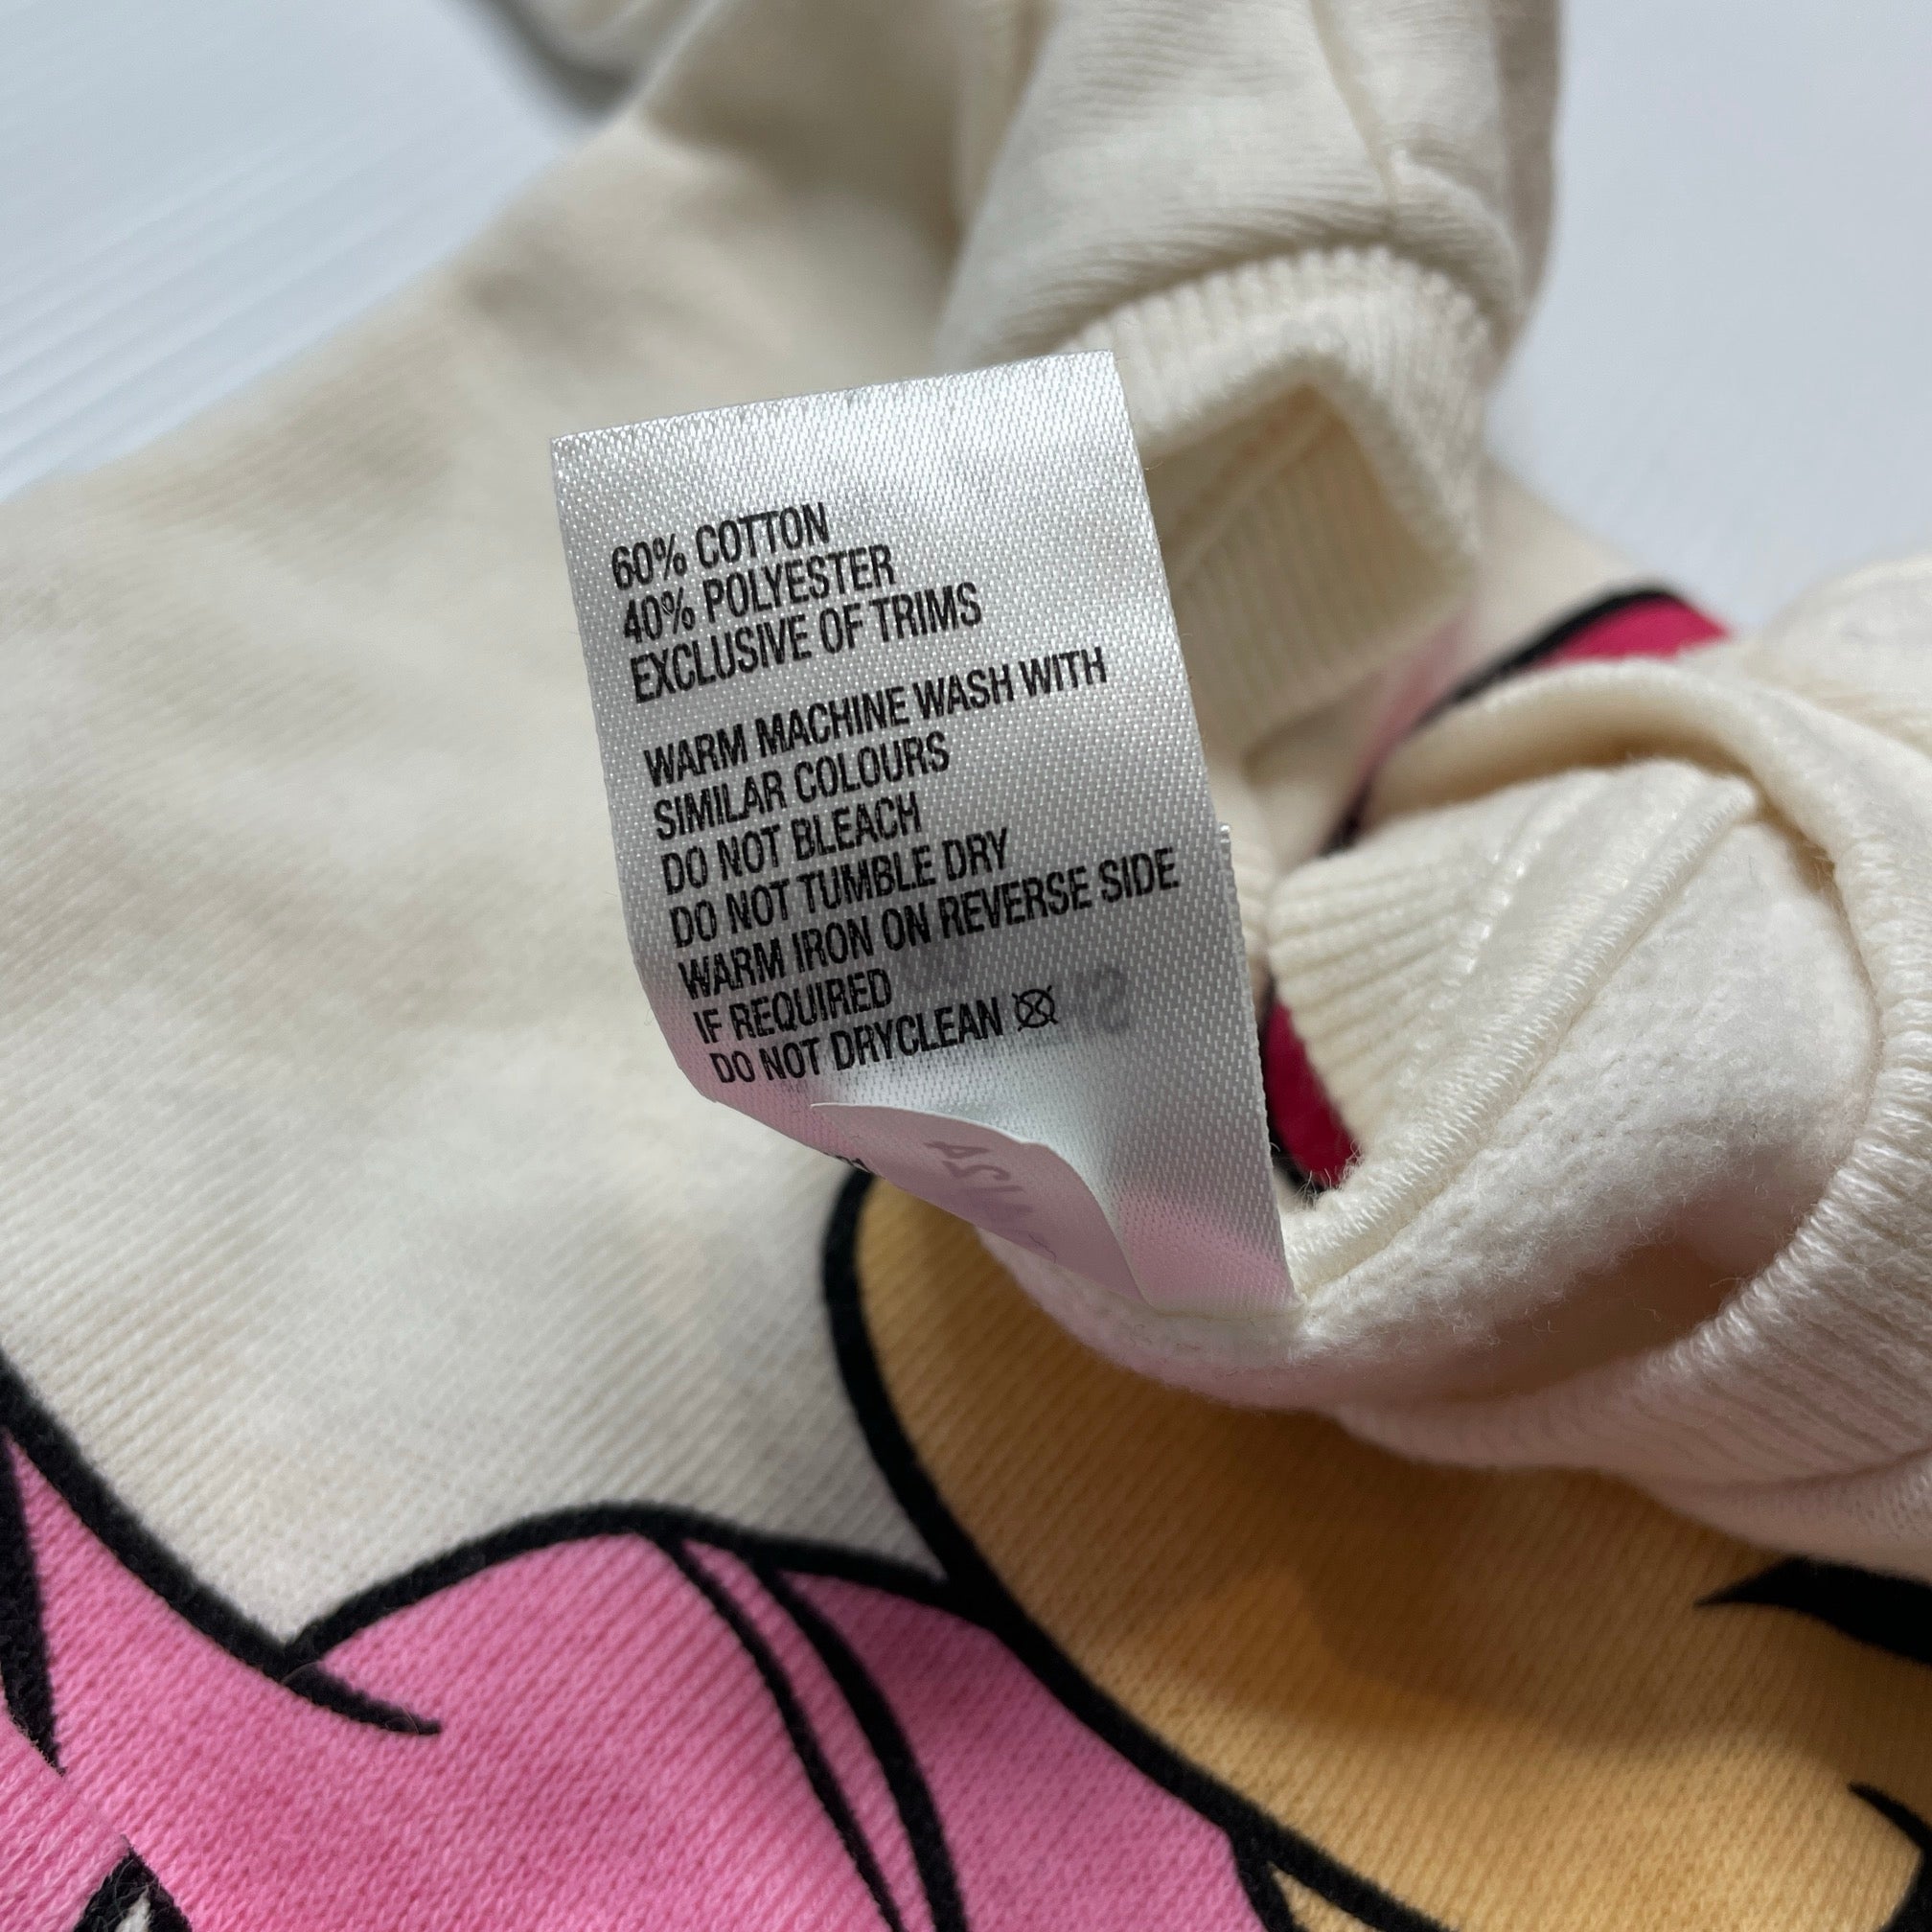 60% COTTON
40% POLYESTER
EXCLUSIVE OF TRIMS
WARM MACHINE WASH WITH
SIMILAR COLOURS
DO NOT BLEACH
DO NOT TUMBLE DRY
WARM IRON ON REVERSE SIDE
IF REQUIRED
DO NOT DRYCLEAN